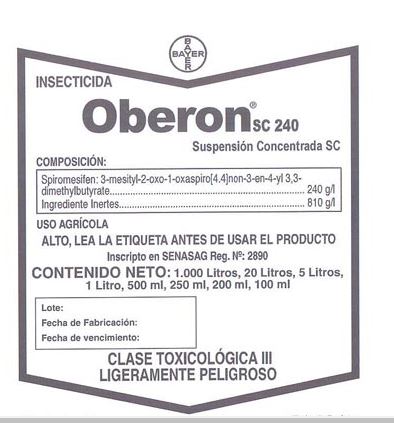 BAYER
BAYER
INSECTICIDA
Oberon® SC 240
Suspensión Concentrada SC
COMPOSICIÓN:
Spiromesifen: 3-mesityl-2-oxo-1-oxaspiro[4.4]non-3-en-4-yl 3,3-
dimethylbutyrate............................................................ 240 g/l
Ingrediente Inertes......................................................... 810 g/l
USO AGRÍCOLA
ALTO, LEA LA ETIQUETA ANTES DE USAR EL PRODUCTO
Inscripto en SENASAG Reg. Nº: 2890
CONTENIDO NETO: 1.000 Litros, 20 Litros, 5 Litros,
1 Litro, 500 ml, 250 ml, 200 ml, 100 ml
Lote:
Fecha de Fabricación:
Fecha de vencimiento:
CLASE TOXICOLÓGICA III
LIGERAMENTE PELIGROSO